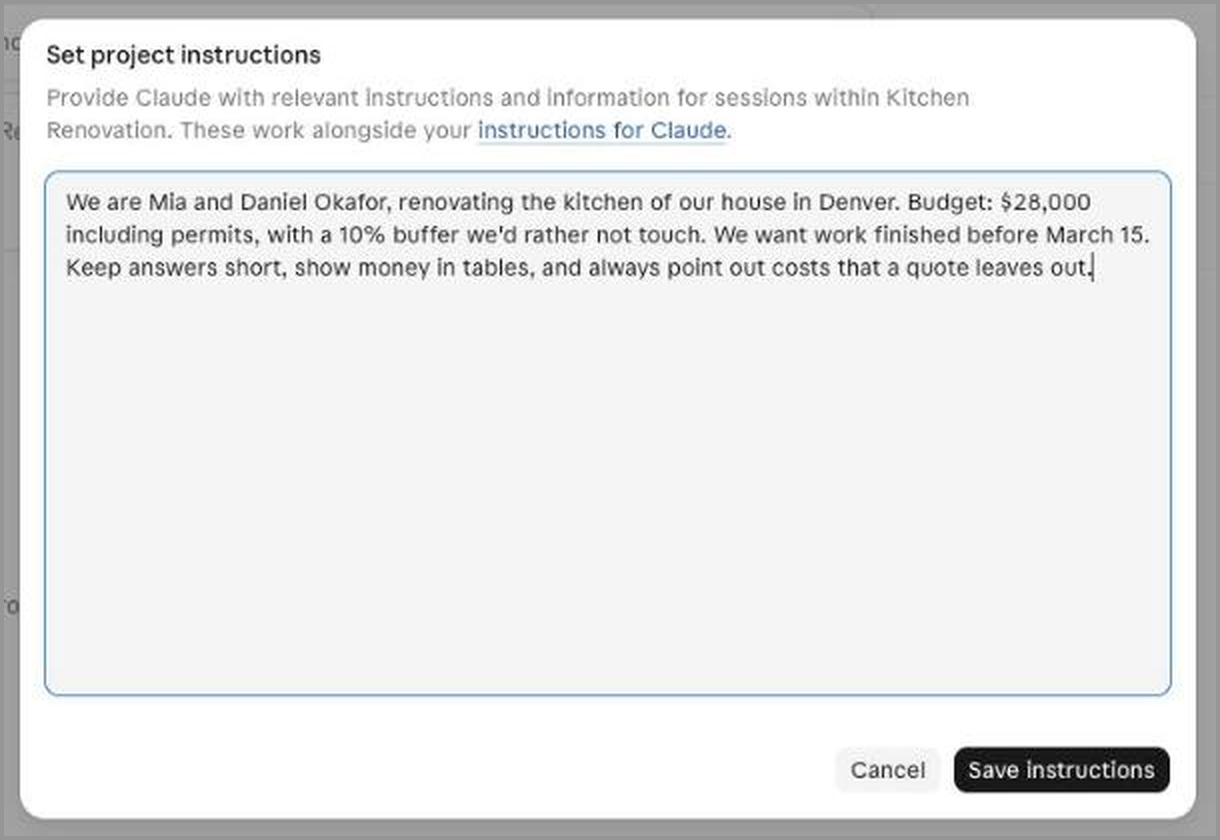 Set project instructions
Provide Claude with relevant instructions and information for sessions within Kitchen
Renovation. These work alongside your instructions for Claude.
We are Mia and Daniel Okafor, renovating the kitchen of our house in Denver. Budget: $28,000
including permits, with a 10% buffer we'd rather not touch. We want work finished before March 15.
Keep answers short, show money in tables, and always point out costs that a quote leaves out.
Cancel
Save instructions